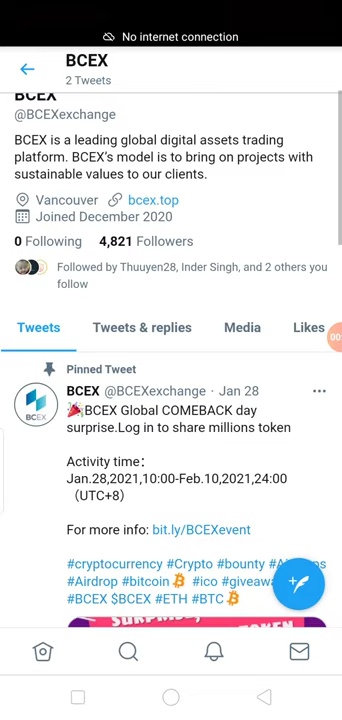 No internet connection
BCEX
2 Tweets
BCEX
@BCEXexchange
BCEX is a leading global digital assets trading
platform. BCEX's model is to bring on projects with
sustainable values to our clients.
Vancouver bcex.top
Joined December 2020
0 Following 4,821 Followers
Followed by Thuuyen28, Inder Singh, and 2 others you
follow
Tweets Tweets & replies Media Likes
00:
Pinned Tweet
BCEX @BCEXexchange · Jan 28
🎉BCEX Global COMEBACK day
surprise.Log in to share millions token
BCEX
Activity time：
Jan.28,2021,10:00-Feb.10,2021,24:00
（UTC+8）
For more info: bit.ly/BCEXevent
#cryptocurrency #Crypto #bounty
#Airdrop #bitcoin #ico
#BCEX $BCEX #ETH #BTC
SURPRISE, TOKEN